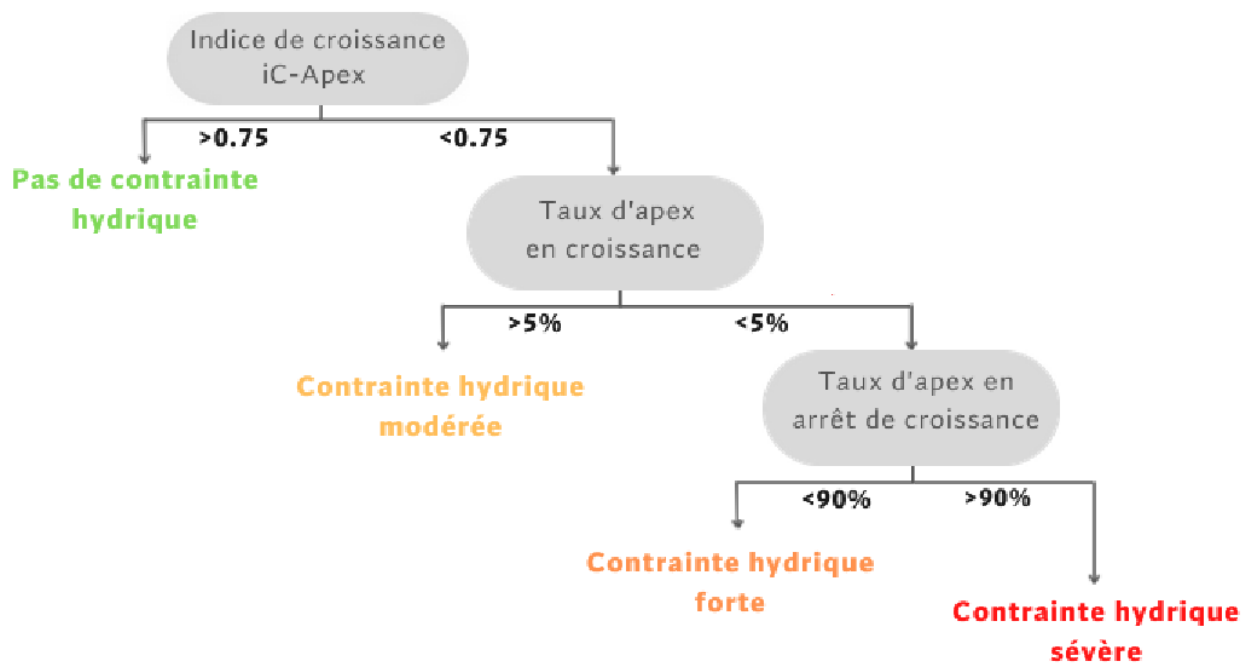 Indice de croissance
iC-Apex
>0.75
<0.75
Pas de contrainte
hydrique
Taux d'apex
en croissance
>5%
<5%
Contrainte hydrique
modérée
Taux d'apex en
arrêt de croissance
<90%
>90%
Contrainte hydrique
forte
Contrainte hydrique
sévère